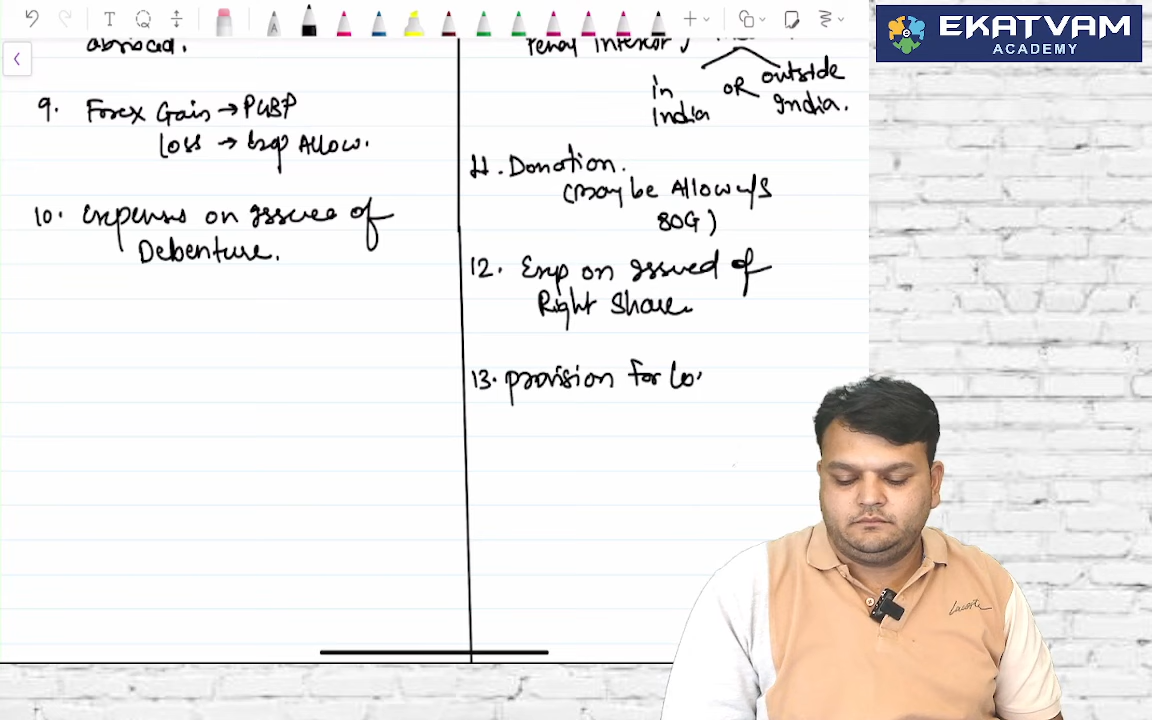 EKATVAM
ACADEMY
abroad.
9. Forex Gain → PGBP
Loss → Exp Allow.
10. Expenses on Issue of
Debenture.
Penal Interest,
in
India
OR
outside
India.
11. Donation.
(May be Allow u/s
80G)
12. Exp on Issued of
Right Share
13. provision for Lo
Lacoste